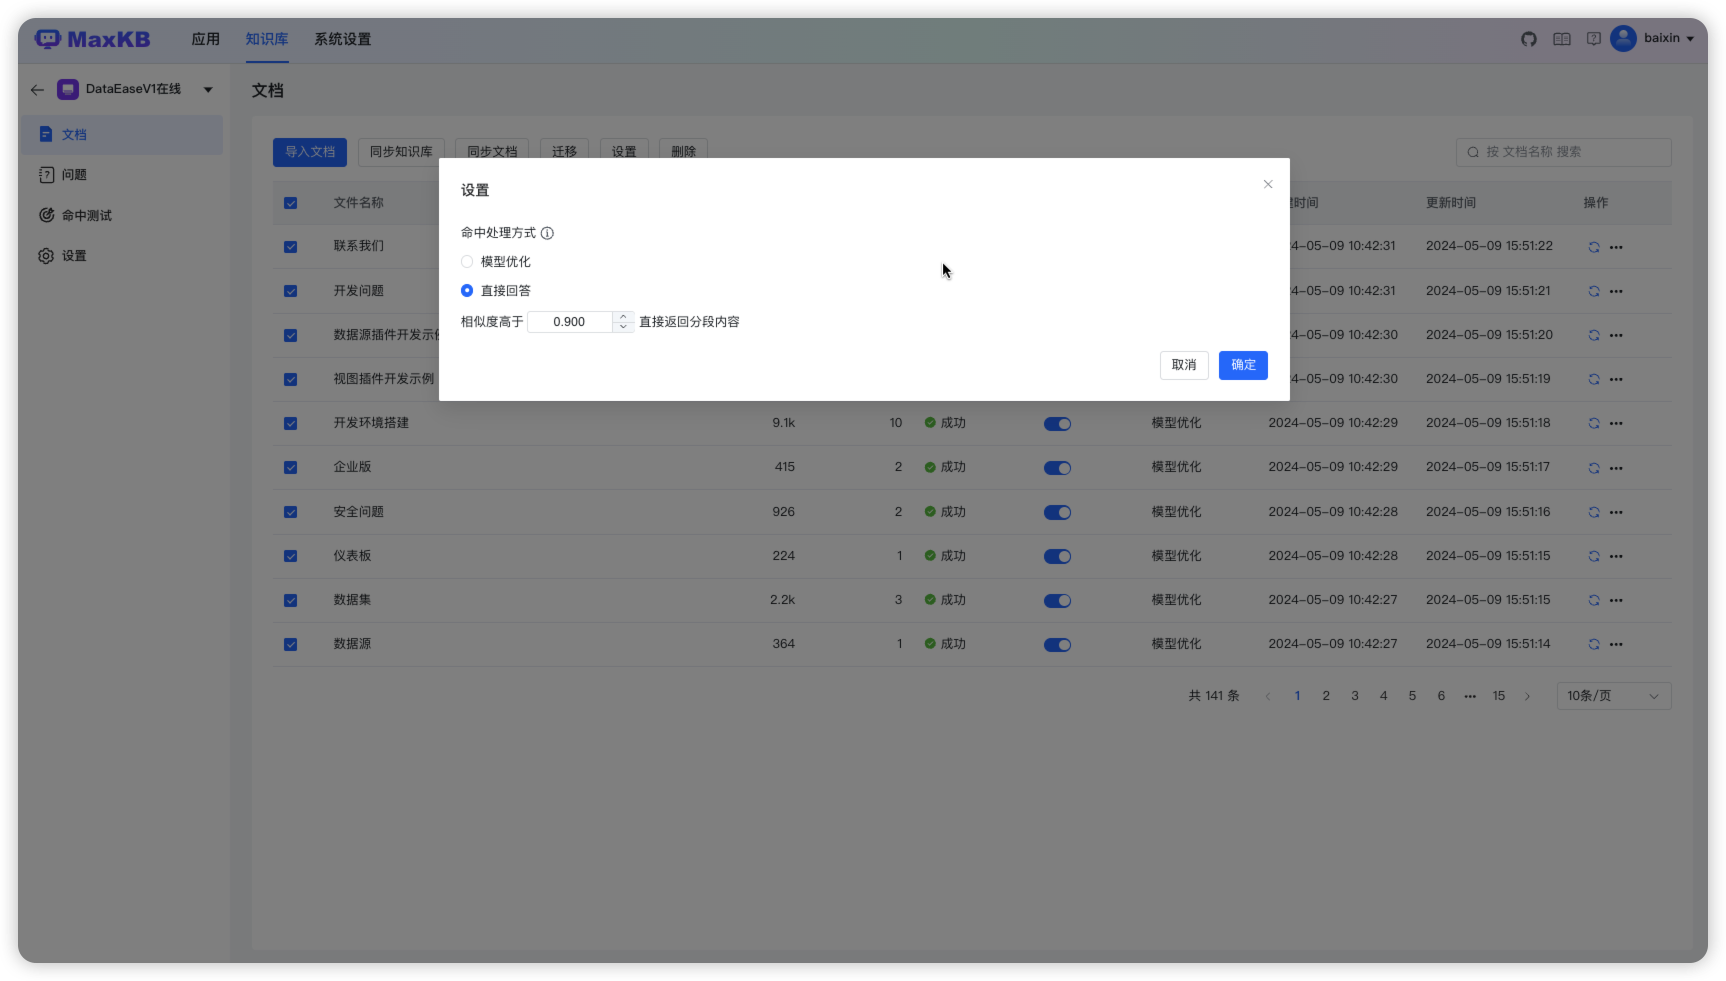 MaxKB 应用 知识库 系统设置 baixin
DataEaseV1在线
文档
问题
命中测试
设置
文档
导入文档 同步知识库 同步文档 迁移 设置 删除 按 文档名称 搜索
文件名称 时间 更新时间 操作
设置
命中处理方式
模型优化
直接回答
相似度高于 0.900 直接返回分段内容
取消 确定
联系我们 4-05-09 10:42:31 2024-05-09 15:51:22
开发问题 4-05-09 10:42:31 2024-05-09 15:51:21
数据源插件开发示 4-05-09 10:42:30 2024-05-09 15:51:20
视图插件开发示例 4-05-09 10:42:30 2024-05-09 15:51:19
开发环境搭建 9.1k 10 成功 模型优化 2024-05-09 10:42:29 2024-05-09 15:51:18
企业版 415 2 成功 模型优化 2024-05-09 10:42:29 2024-05-09 15:51:17
安全问题 926 2 成功 模型优化 2024-05-09 10:42:28 2024-05-09 15:51:16
仪表板 224 1 成功 模型优化 2024-05-09 10:42:28 2024-05-09 15:51:15
数据集 2.2k 3 成功 模型优化 2024-05-09 10:42:27 2024-05-09 15:51:15
数据源 364 1 成功 模型优化 2024-05-09 10:42:27 2024-05-09 15:51:14
共 141 条 1 2 3 4 5 6 ••• 15 10条/页